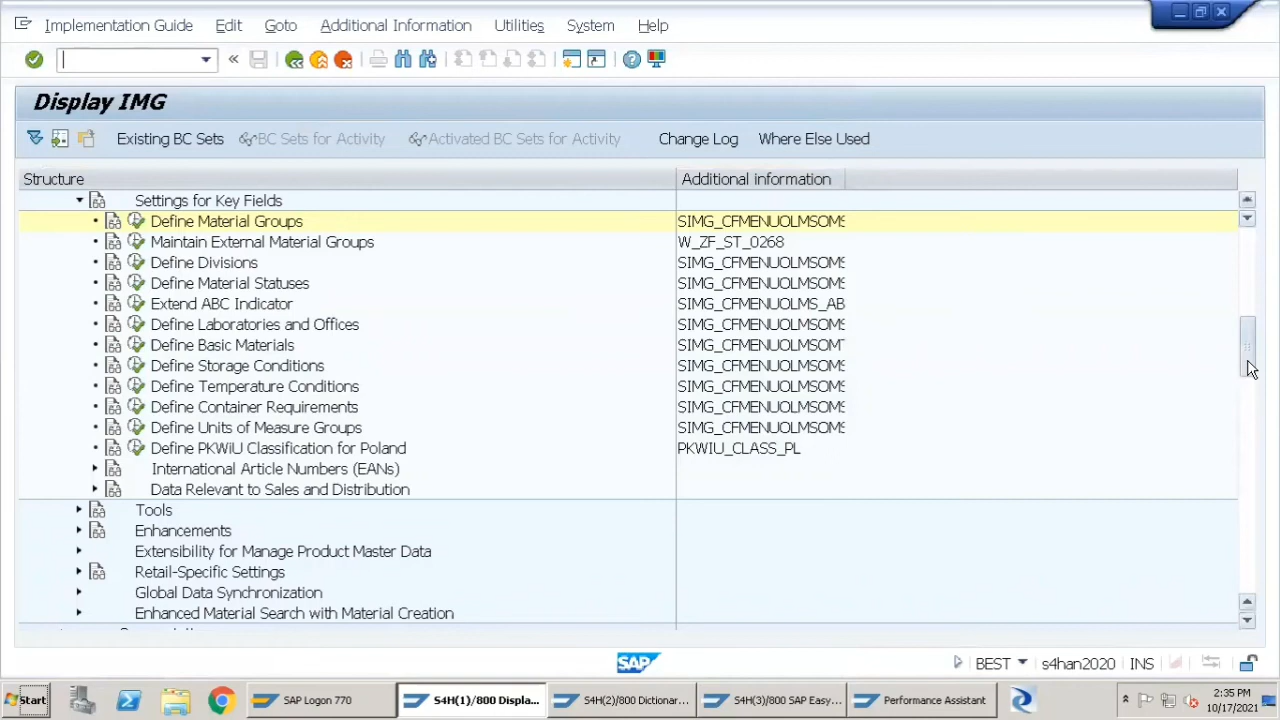 Implementation Guide Edit Goto Additional Information Utilities System Help
Display IMG
Existing BC Sets BC Sets for Activity Activated BC Sets for Activity Change Log Where Else Used
Structure Additional information
Settings for Key Fields
Define Material Groups SIMG_CFMENUOLMSOMS
Maintain External Material Groups W_ZF_ST_0268
Define Divisions SIMG_CFMENUOLMSOMS
Define Material Statuses SIMG_CFMENUOLMSOMS
Extend ABC Indicator SIMG_CFMENUOLMS_AB
Define Laboratories and Offices SIMG_CFMENUOLMSOMS
Define Basic Materials SIMG_CFMENUOLMSOMT
Define Storage Conditions SIMG_CFMENUOLMSOMS
Define Temperature Conditions SIMG_CFMENUOLMSOMS
Define Container Requirements SIMG_CFMENUOLMSOMS
Define Units of Measure Groups SIMG_CFMENUOLMSOMS
Define PKWiU Classification for Poland PKWIU_CLASS_PL
International Article Numbers (EANs)
Data Relevant to Sales and Distribution
Tools
Enhancements
Extensibility for Manage Product Master Data
Retail-Specific Settings
Global Data Synchronization
Enhanced Material Search with Material Creation
SAP BEST s4han2020 INS
Start SAP Logon 770 S4H(1)/800 Displa... S4H(2)/800 Dictionar... S4H(3)/800 SAP Easy... Performance Assistant 2:35 PM
10/17/2021